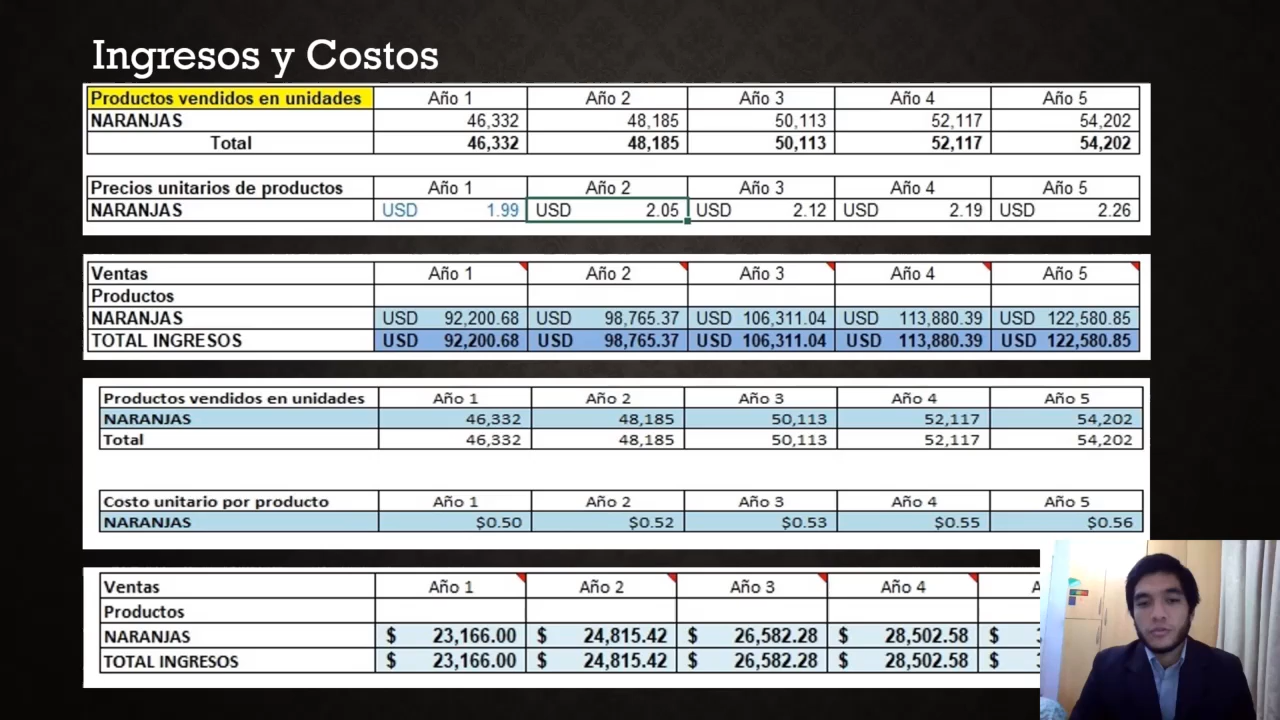 Ingresos y Costos
Productos vendidos en unidades Año 1 Año 2 Año 3 Año 4 Año 5
NARANJAS 46,332 48,185 50,113 52,117 54,202
Total 46,332 48,185 50,113 52,117 54,202
Precios unitarios de productos Año 1 Año 2 Año 3 Año 4 Año 5
NARANJAS USD 1.99 USD 2.05 USD 2.12 USD 2.19 USD 2.26
Ventas Año 1 Año 2 Año 3 Año 4 Año 5
Productos
NARANJAS USD 92,200.68 USD 98,765.37 USD 106,311.04 USD 113,880.39 USD 122,580.85
TOTAL INGRESOS USD 92,200.68 USD 98,765.37 USD 106,311.04 USD 113,880.39 USD 122,580.85
Productos vendidos en unidades Año 1 Año 2 Año 3 Año 4 Año 5
NARANJAS 46,332 48,185 50,113 52,117 54,202
Total 46,332 48,185 50,113 52,117 54,202
Costo unitario por producto Año 1 Año 2 Año 3 Año 4 Año 5
NARANJAS $0.50 $0.52 $0.53 $0.55 $0.56
Ventas Año 1 Año 2 Año 3 Año 4
Productos
NARANJAS $ 23,166.00 $ 24,815.42 $ 26,582.28 $ 28,502.58 $
TOTAL INGRESOS $ 23,166.00 $ 24,815.42 $ 26,582.28 $ 28,502.58 $